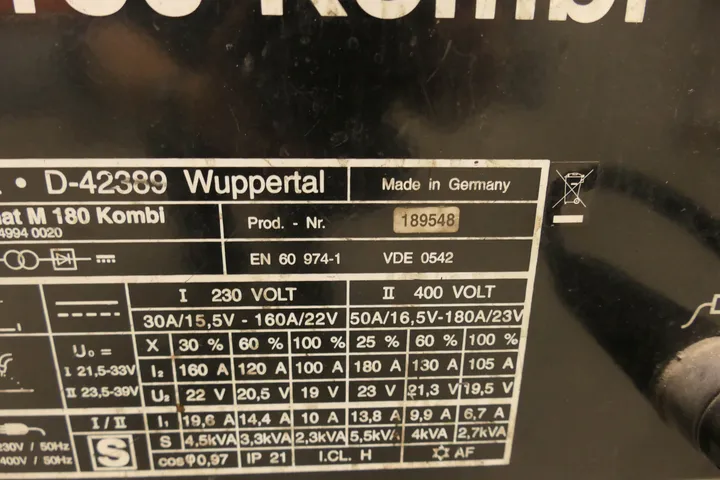 180 Kombi
• D-42389 Wuppertal Made in Germany
mat M 180 Kombi Prod. - Nr. 189548
4994 0020
EN 60 974-1 VDE 0542
I 230 VOLT II 400 VOLT
30A/15,5V - 160A/22V 50A/16,5V-180A/23V
U₀ = X 30 % 60 % 100 % 25 % 60 % 100 %
I 21,5-33V I₂ 160 A 120 A 100 A 180 A 130 A 105 A
II 23,5-39V U₂ 22 V 20,5 V 19 V 23 V 21,3 V 19,5 V
I / II I₁ 19,6 A 14,4 A 10 A 13,8 A 9,9 A 6,7 A
230V / 50Hz S S 4,5kVA 3,3kVA 2,3kVA 5,5kVA 4kVA 2,7kVA
400V / 50Hz cosφ0,97 IP 21 I.CL. H AF